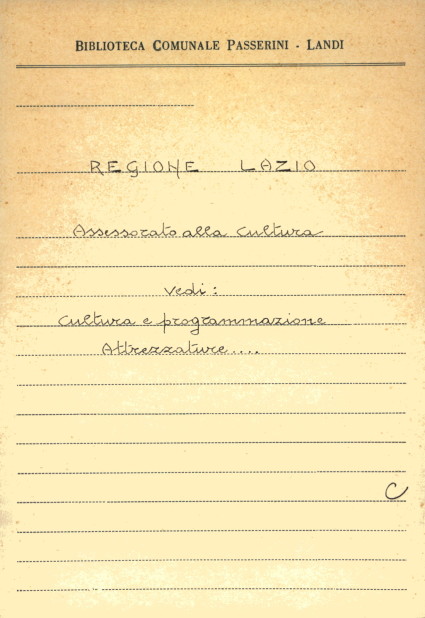 BIBLIOTECA COMUNALE PASSERINI - LANDI
REGIONE LAZIO
Assessorato alla Cultura
vedi:
Cultura e programmazione
Attrezzature....
C